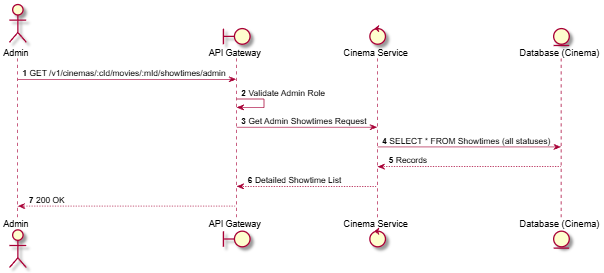 Admin
API Gateway
Cinema Service
Database (Cinema)
1 GET /v1/cinemas/:cId/movies/:mId/showtimes/admin
2 Validate Admin Role
3 Get Admin Showtimes Request
4 SELECT * FROM Showtimes (all statuses)
5 Records
6 Detailed Showtime List
7 200 OK
Admin
API Gateway
Cinema Service
Database (Cinema)